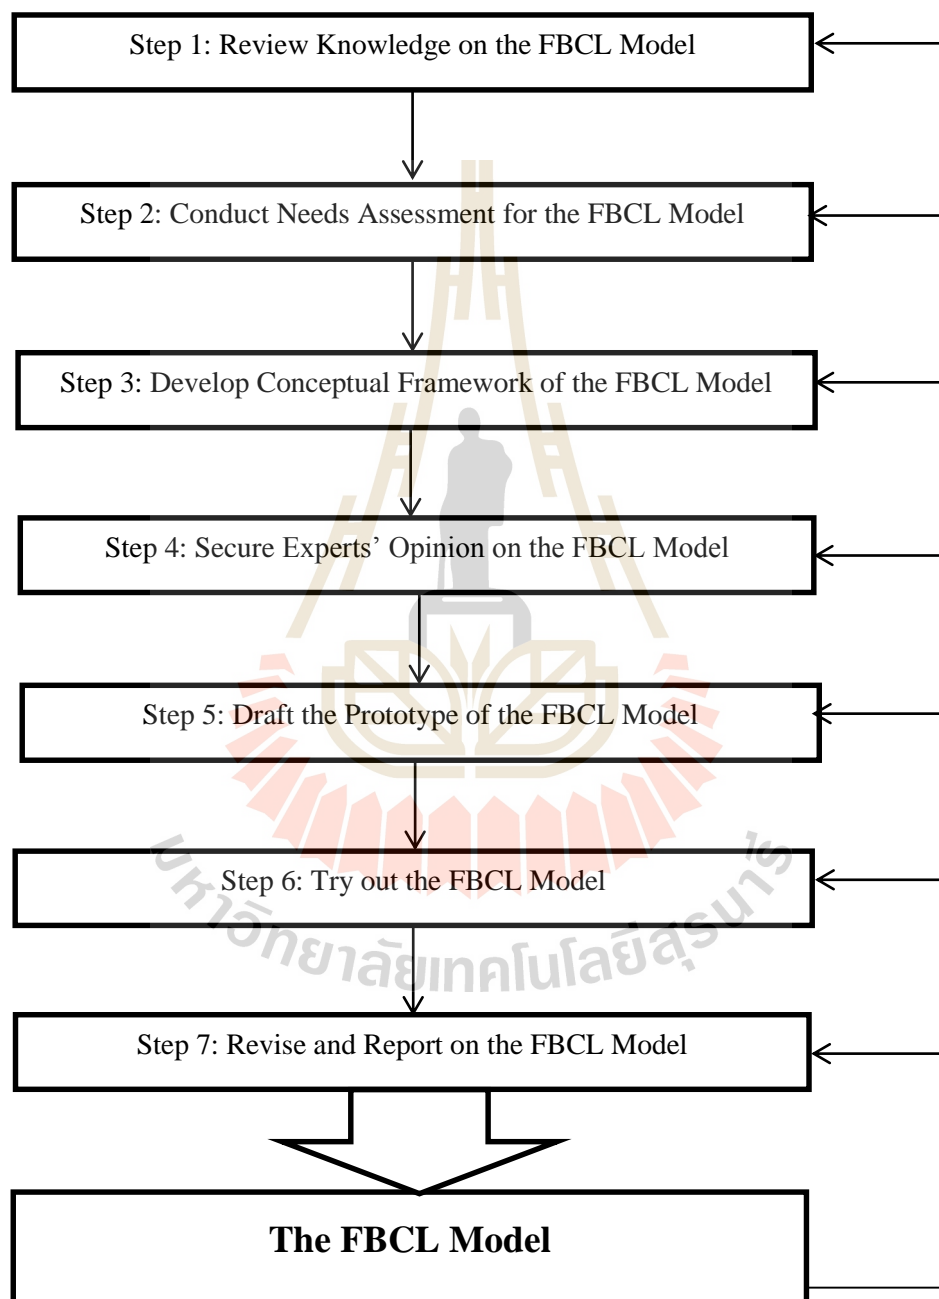 Step 1: Review Knowledge on the FBCL Model
Step 2: Conduct Needs Assessment for the FBCL Model
Step 3: Develop Conceptual Framework of the FBCL Model
Step 4: Secure Experts’ Opinion on the FBCL Model
Step 5: Draft the Prototype of the FBCL Model
Step 6: Try out the FBCL Model
มหาวิทยาลัยเทคโนโลยีสุรนารี
Step 7: Revise and Report on the FBCL Model
The FBCL Model